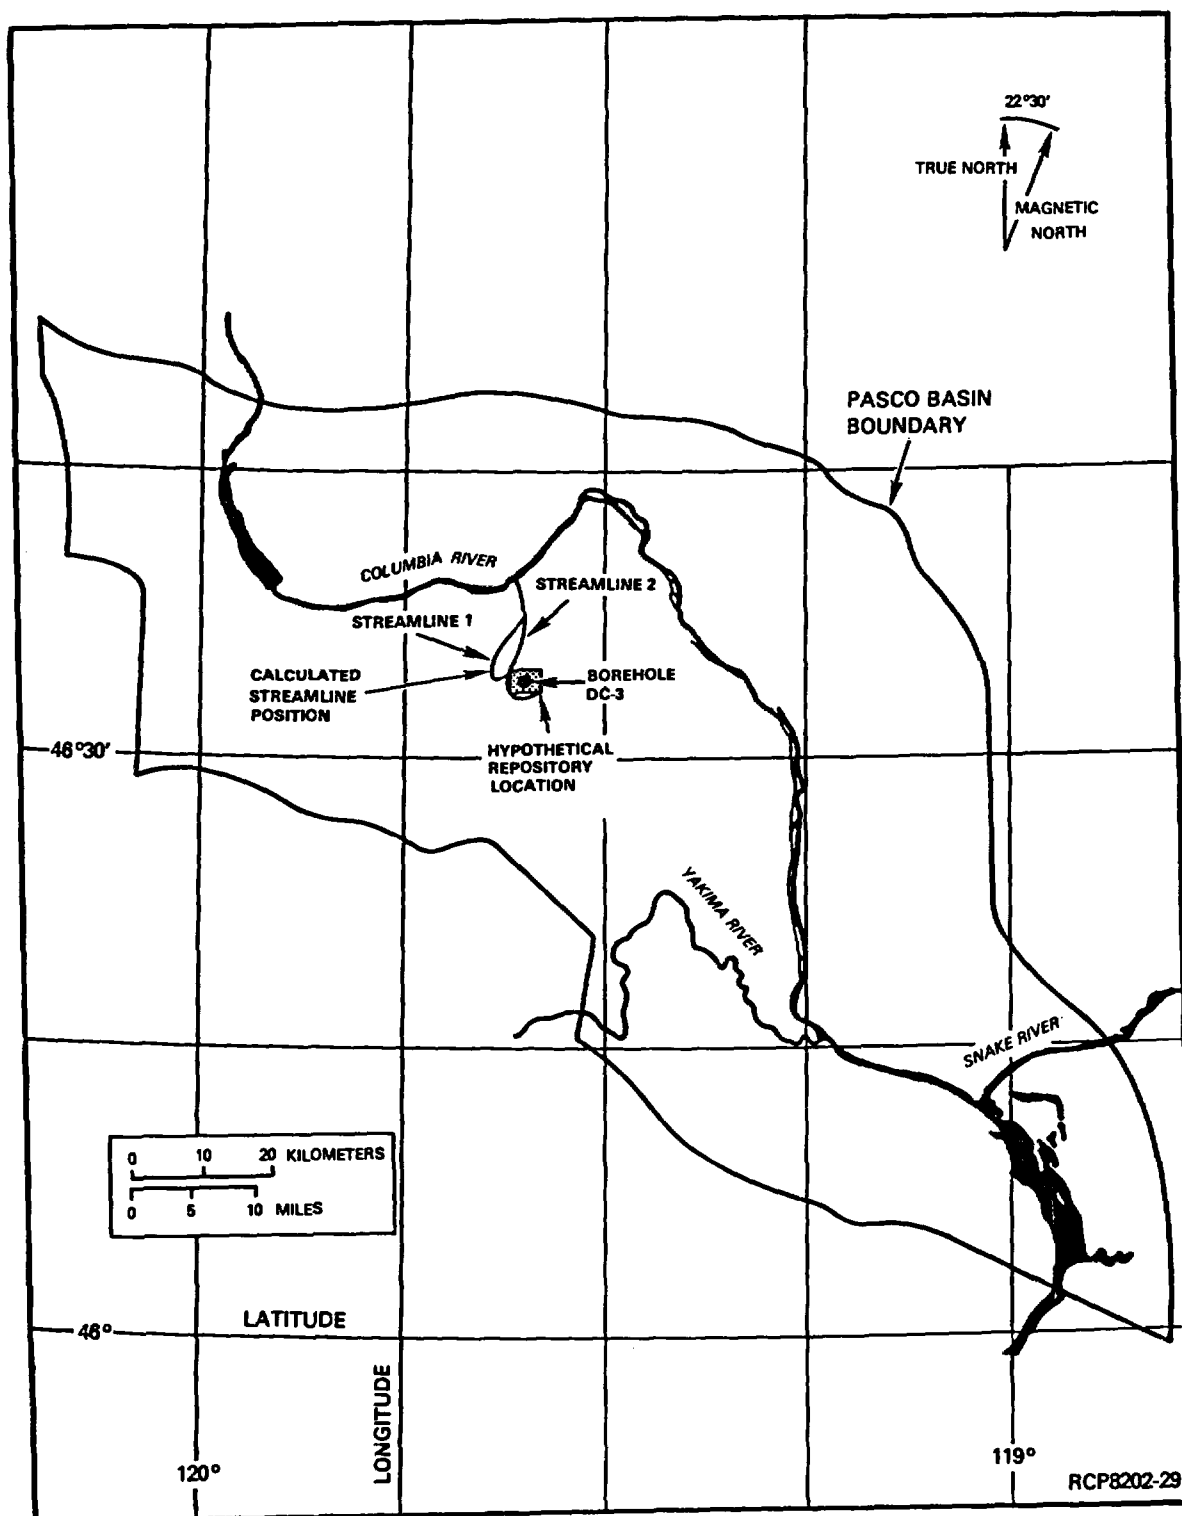 22°30'
TRUE NORTH
MAGNETIC
NORTH
PASCO BASIN
BOUNDARY
COLUMBIA RIVER
STREAMLINE 2
STREAMLINE 1
CALCULATED
STREAMLINE
POSITION
BOREHOLE
DC-3
HYPOTHETICAL
REPOSITORY
LOCATION
46°30'
YAKIMA RIVER
SNAKE RIVER
0 10 20 KILOMETERS
0 5 10 MILES
LATITUDE
46°
LONGITUDE
120°
119°
RCP8202-29